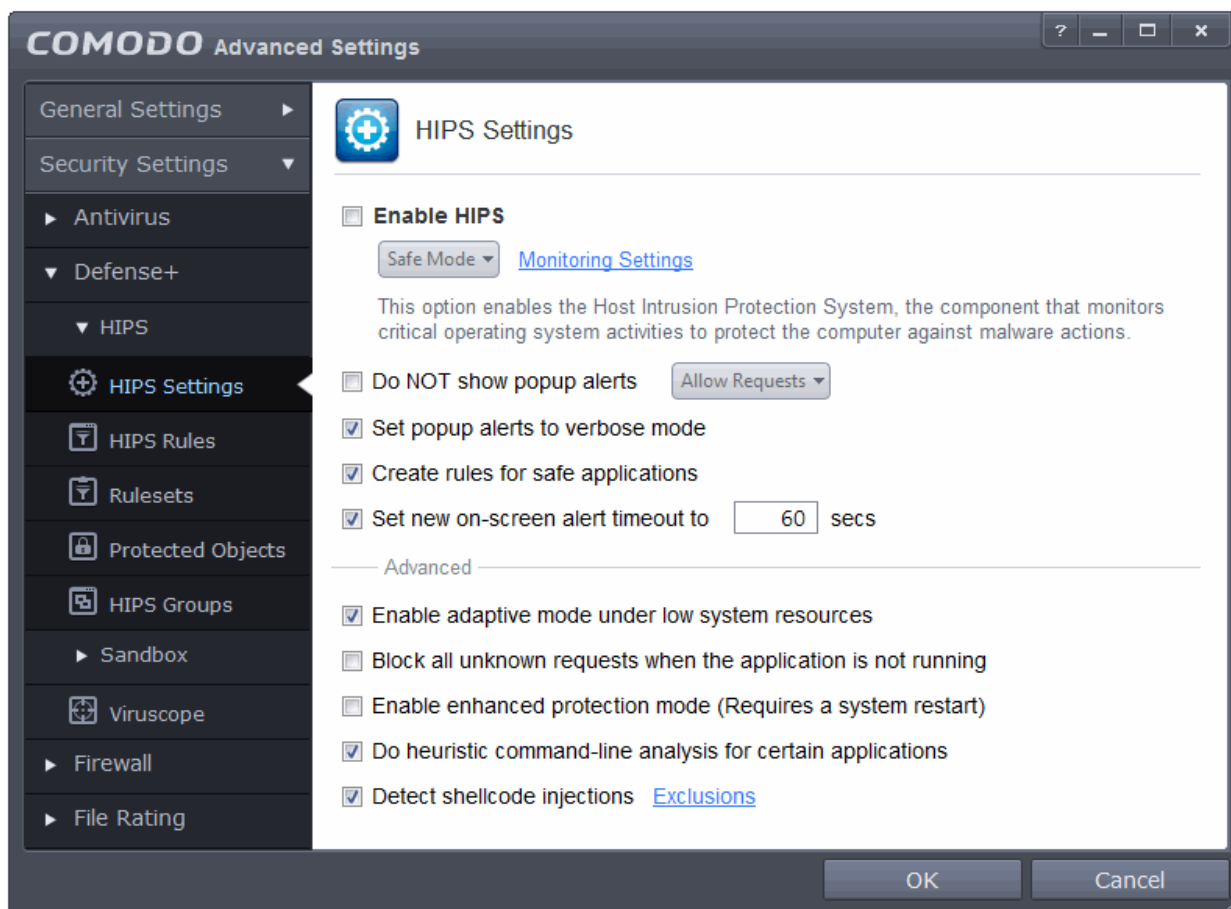 COMODO Advanced Settings
?
General Settings
Security Settings
Antivirus
Defense+
HIPS
HIPS Settings
HIPS Rules
Rulesets
Protected Objects
HIPS Groups
Sandbox
Viruscope
Firewall
File Rating
HIPS Settings
Enable HIPS
Safe Mode Monitoring Settings
This option enables the Host Intrusion Protection System, the component that monitors
critical operating system activities to protect the computer against malware actions.
Do NOT show popup alerts Allow Requests
Set popup alerts to verbose mode
Create rules for safe applications
Set new on-screen alert timeout to 60 secs
Advanced
Enable adaptive mode under low system resources
Block all unknown requests when the application is not running
Enable enhanced protection mode (Requires a system restart)
Do heuristic command-line analysis for certain applications
Detect shellcode injections Exclusions
OK Cancel